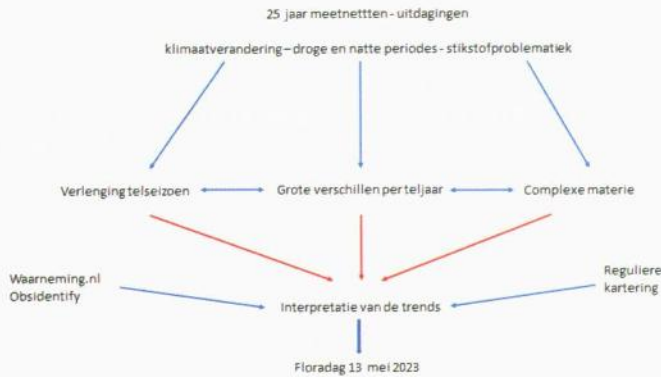 25 jaar meetnettten - uitdagingen
klimaatverandering – droge en natte periodes - stikstofproblematiek
Verlenging telseizoen
Grote verschillen per teljaar
Complexe materie
Waarneming.nl
Obsidentify
Interpretatie van de trends
Reguliere
kartering
Floradag 13 mei 2023